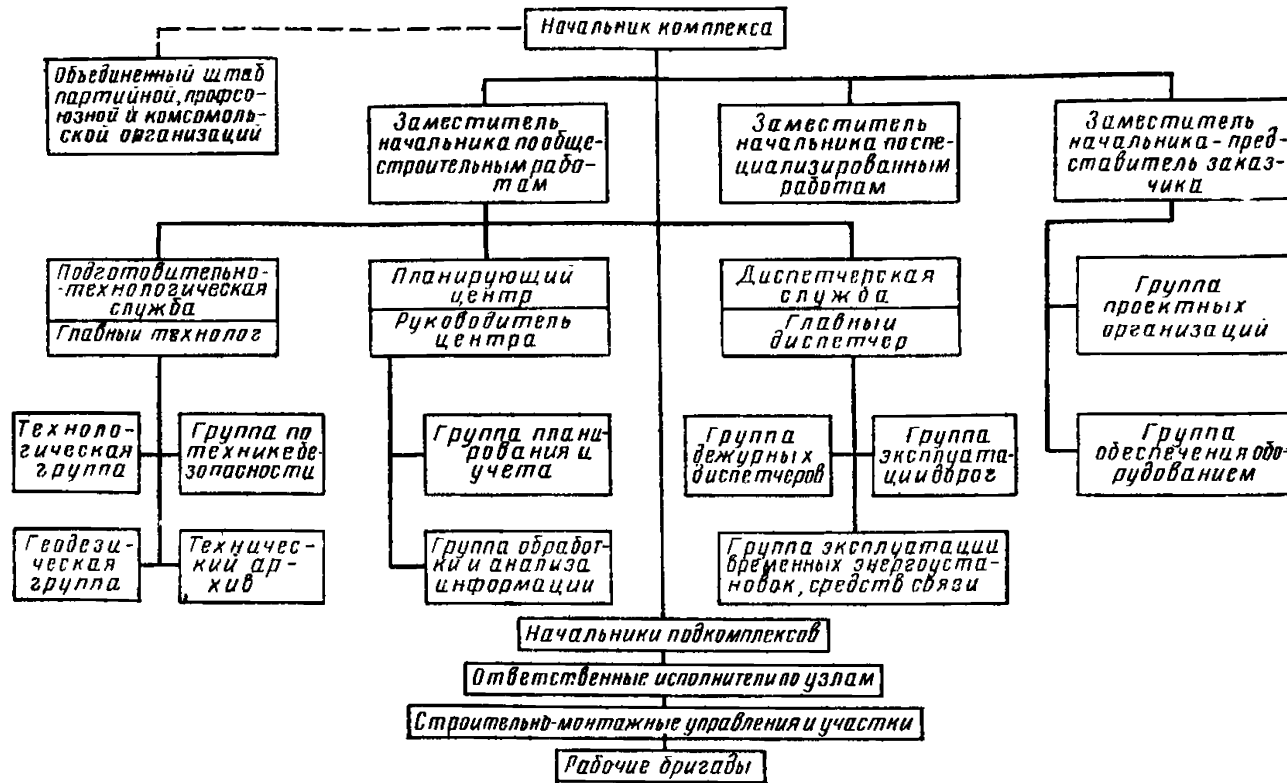 Начальник комплекса
Объединенный штаб
партийной, профсо-
юзной и комсомоль-
ской организаций
Заместитель
начальника по обще-
строительным рабо-
там
Заместитель
начальника по спе-
циализированным
работам
Заместитель
начальника - пред-
ставитель заказ-
чика
Подготовительно-
-технологическая
служба
Главный технолог
Планирующий
центр
Руководитель
центра
Диспетчерская
служба
Главный
диспетчер
Группа
проектных
организаций
Техноло-
гическая
группа
Группа по
технике бе-
зопасности
Группа плани-
рования и
учета
Группа
дежурных
диспетчеров
Группа
эксплуата-
ции дорог
Группа
обеспечения обо-
рудованием
Геодези-
ческая
группа
Техничес-
кий ар-
хив
Группа обработ-
ки и анализа
информации
Группа эксплуатации
временных энергоуста-
новок, средств связи
Начальники подкомплексов
Ответственные исполнители по узлам
Строительно-монтажные управления и участки
Рабочие бригады